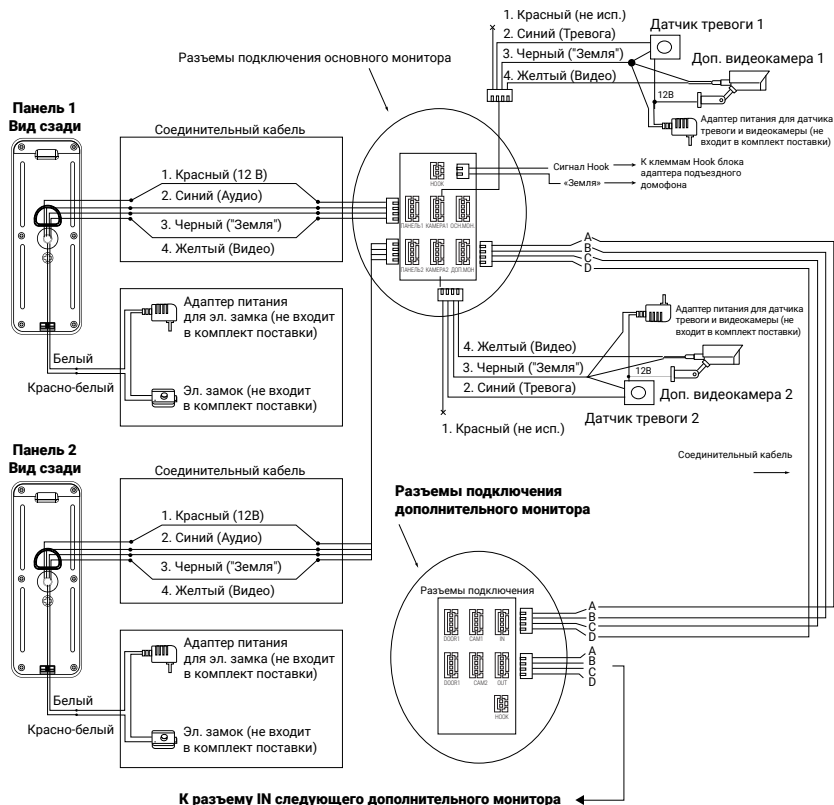 1. Красный (не исп.)
2. Синий (Тревога)
3. Черный ("Земля")
4. Желтый (Видео)
Датчик тревоги 1
Доп. видеокамера 1
12В
Адаптер питания для датчика
тревоги и видеокамеры (не
входит в комплект поставки)
Разъемы подключения основного монитора
Панель 1
Вид сзади
Соединительный кабель
1. Красный (12 В)
2. Синий (Аудио)
3. Черный ("Земля")
4. Желтый (Видео)
HOOK
Сигнал Hook
«Земля»
К клеммам Hook блока
адаптера подъездного
домофона
ПАНЕЛЬ1 КАМЕРА1 ОСН.МОН
ПАНЕЛЬ2 КАМЕРА2 ДОП.МОН
A
B
C
D
Адаптер питания
для эл. замка (не входит
в комплект поставки)
Белый
Красно-белый
Эл. замок (не входит
в комплект поставки)
Адаптер питания для датчика
тревоги и видеокамеры (не
входит в комплект поставки)
4. Желтый (Видео)
3. Черный ("Земля")
2. Синий (Тревога)
1. Красный (не исп.)
12В
Доп. видеокамера 2
Датчик тревоги 2
Соединительный кабель
Панель 2
Вид сзади
Соединительный кабель
1. Красный (12В)
2. Синий (Аудио)
3. Черный ("Земля")
4. Желтый (Видео)
Разъемы подключения
дополнительного монитора
Разъемы подключения
DOOR1 CAM1 IN
DOOR1 CAM2 OUT
HOOK
A
B
C
D
A
B
C
D
Адаптер питания
для эл. замка (не входит
в комплект поставки)
Белый
Красно-белый
Эл. замок (не входит
в комплект поставки)
К разъему IN следующего дополнительного монитора